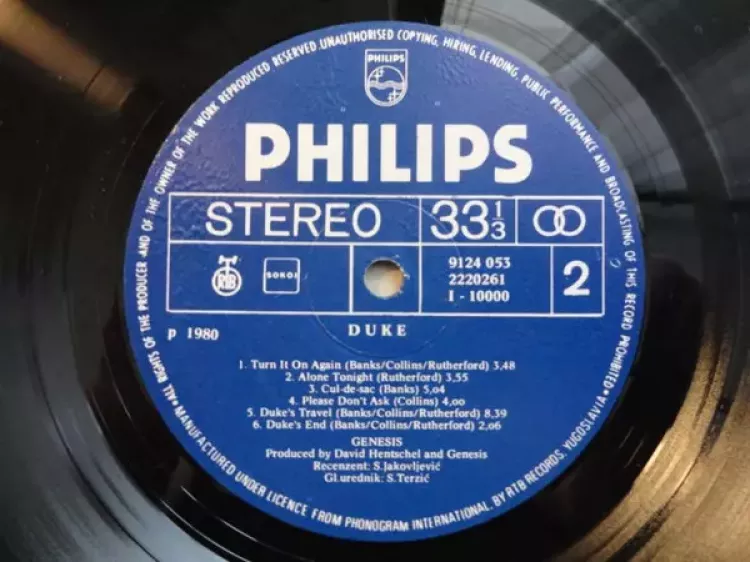 ALL RIGHTS OF THE PRODUCER AND OF THE OWNER OF THE WORK REPRODUCED RESERVED. UNAUTHORISED COPYING, HIRING, LENDING, PUBLIC PERFORMANCE AND BROADCASTING OF THIS RECORD PROHIBITED •
PHILIPS
PHILIPS
STEREO 33 1/3
RTB SOKOJ 9124 053 2
2220261
I - 10000
DUKE
p 1980
1. Turn It On Again (Banks/Collins/Rutherford) 3,48
2. Alone Tonight (Rutherford) 3,55
3. Cul-de-sac (Banks) 5,04
4. Please Don't Ask (Collins) 4,00
5. Duke's Travel (Banks/Collins/Rutherford) 8,39
6. Duke's End (Banks/Collins/Rutherford) 2,06
GENESIS
Produced by David Hentschel and Genesis
Recenzent: S.Jakovljević
Gl.urednik: S.Terzić
• MANUFACTURED UNDER LICENCE FROM PHONOGRAM INTERNATIONAL, BY RTB RECORDS, YUGOSLAVIA